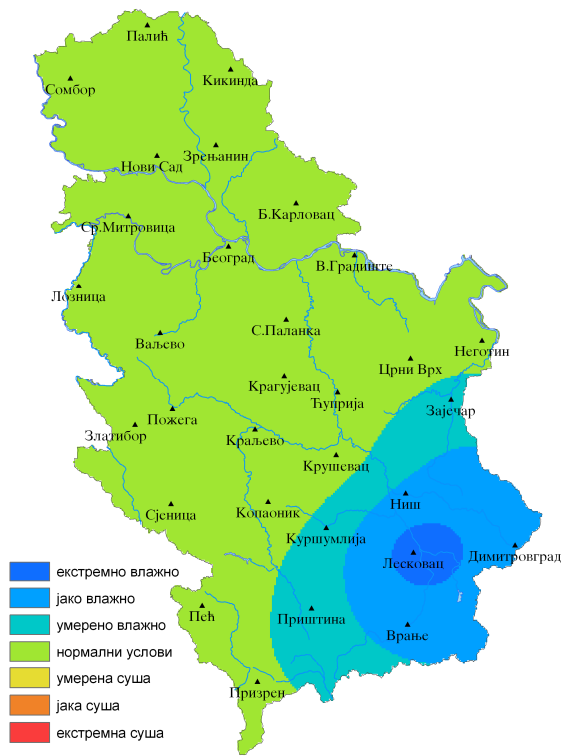 Палић
Кикинда
Сомбор
Зрењанин
Нови Сад
Б.Карловац
Ср.Митровица
Београд
В.Градиште
Лозница
С.Паланка
Ваљево
Неготин
Црни Врх
Крагујевац
Ћуприја
Зајечар
Пожега
Златибор
Краљево
Крушевац
Ниш
Копаоник
Сјеница
Куршумлија
Димитровград
Лесковац
екстремно влажно
јако влажно
Пећ
Приштина
умерено влажно
Врање
нормални услови
умерена суша
Призрен
јака суша
екстремна суша